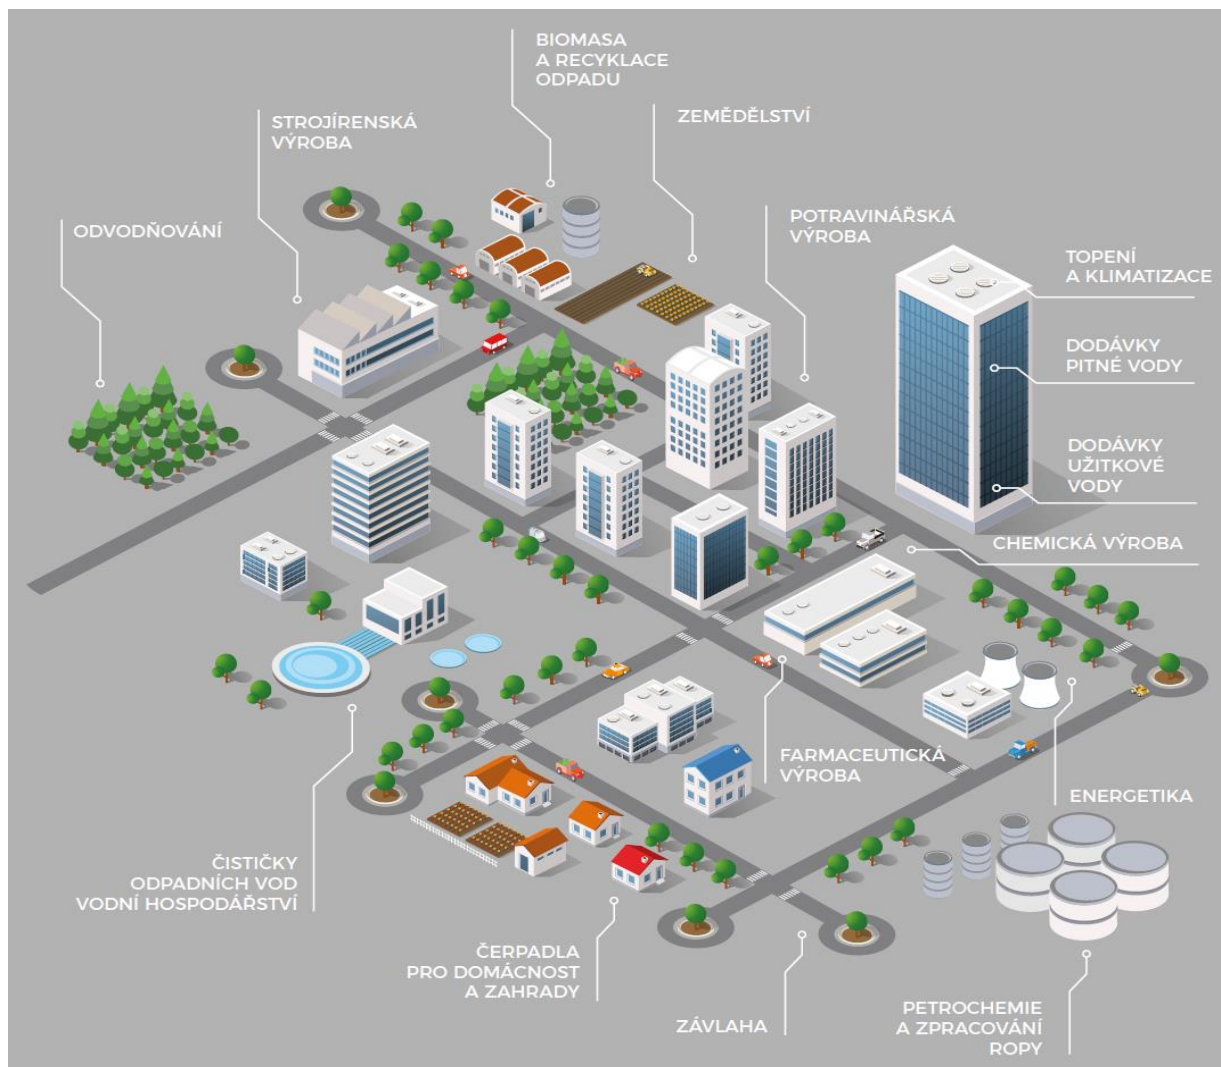 BIOMASA
A RECYKLACE
ODPADU
ZEMĚDĚLSTVÍ
STROJÍRENSKÁ
VÝROBA
ODVODŇOVÁNÍ
POTRAVINÁŘSKÁ
VÝROBA
TOPENÍ
A KLIMATIZACE
DODÁVKY
PITNÉ VODY
DODÁVKY
UŽITKOVÉ
VODY
CHEMICKÁ VÝROBA
FARMACEUTICKÁ
VÝROBA
ENERGETIKA
ČISTIČKY
ODPADNÍCH VOD
VODNÍ HOSPODÁŘSTVÍ
ČERPADLA
PRO DOMÁCNOST
A ZAHRADY
ZÁVLAHA
PETROCHEMIE
A ZPRACOVÁNÍ
ROPY